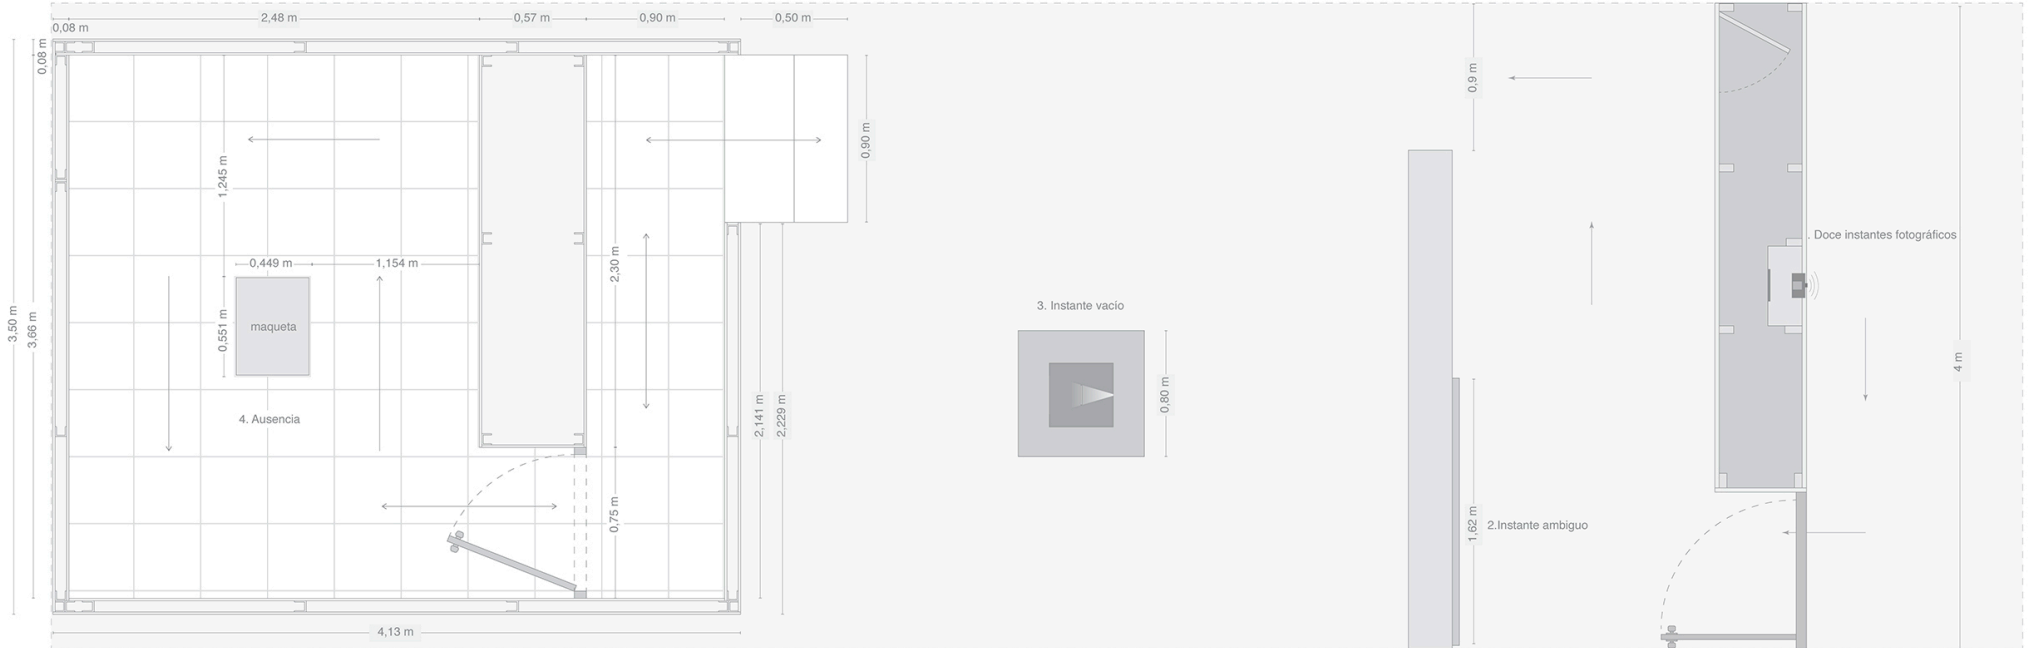 2,48 m
0,57 m
0,90 m
0,50 m
0,08 m
0,08 m
0,9 m
0,90 m
1,245 m
. Doce instantes fotográficos
0,449 m
1,154 m
2,30 m
3. Instante vacio
3,50 m
3,66 m
0,551 m
maqueta
4 m
0,80 m
4. Ausencia
2,141 m
2,229 m
0,75 m
1,62 m
2.Instante ambiguo
4,13 m